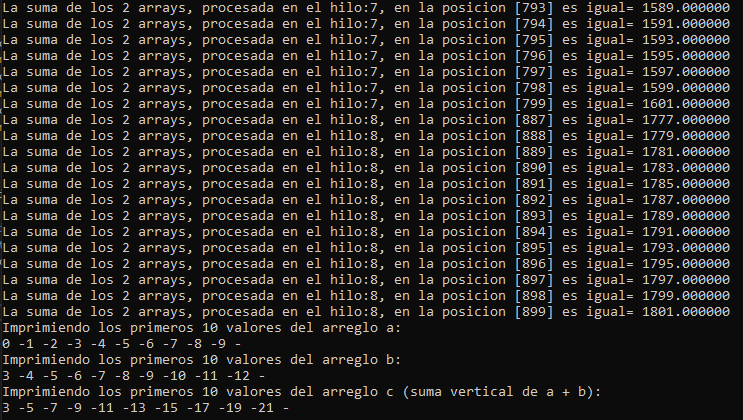 La suma de los 2 arrays, procesada en el hilo:7, en la posicion [793] es igual= 1589.000000
La suma de los 2 arrays, procesada en el hilo:7, en la posicion [794] es igual= 1591.000000
La suma de los 2 arrays, procesada en el hilo:7, en la posicion [795] es igual= 1593.000000
La suma de los 2 arrays, procesada en el hilo:7, en la posicion [796] es igual= 1595.000000
La suma de los 2 arrays, procesada en el hilo:7, en la posicion [797] es igual= 1597.000000
La suma de los 2 arrays, procesada en el hilo:7, en la posicion [798] es igual= 1599.000000
La suma de los 2 arrays, procesada en el hilo:7, en la posicion [799] es igual= 1601.000000
La suma de los 2 arrays, procesada en el hilo:8, en la posicion [887] es igual= 1777.000000
La suma de los 2 arrays, procesada en el hilo:8, en la posicion [888] es igual= 1779.000000
La suma de los 2 arrays, procesada en el hilo:8, en la posicion [889] es igual= 1781.000000
La suma de los 2 arrays, procesada en el hilo:8, en la posicion [890] es igual= 1783.000000
La suma de los 2 arrays, procesada en el hilo:8, en la posicion [891] es igual= 1785.000000
La suma de los 2 arrays, procesada en el hilo:8, en la posicion [892] es igual= 1787.000000
La suma de los 2 arrays, procesada en el hilo:8, en la posicion [893] es igual= 1789.000000
La suma de los 2 arrays, procesada en el hilo:8, en la posicion [894] es igual= 1791.000000
La suma de los 2 arrays, procesada en el hilo:8, en la posicion [895] es igual= 1793.000000
La suma de los 2 arrays, procesada en el hilo:8, en la posicion [896] es igual= 1795.000000
La suma de los 2 arrays, procesada en el hilo:8, en la posicion [897] es igual= 1797.000000
La suma de los 2 arrays, procesada en el hilo:8, en la posicion [898] es igual= 1799.000000
La suma de los 2 arrays, procesada en el hilo:8, en la posicion [899] es igual= 1801.000000
Imprimiendo los primeros 10 valores del arreglo a:
0 -1 -2 -3 -4 -5 -6 -7 -8 -9 -
Imprimiendo los primeros 10 valores del arreglo b:
3 -4 -5 -6 -7 -8 -9 -10 -11 -12 -
Imprimiendo los primeros 10 valores del arreglo c (suma vertical de a + b):
3 -5 -7 -9 -11 -13 -15 -17 -19 -21 -